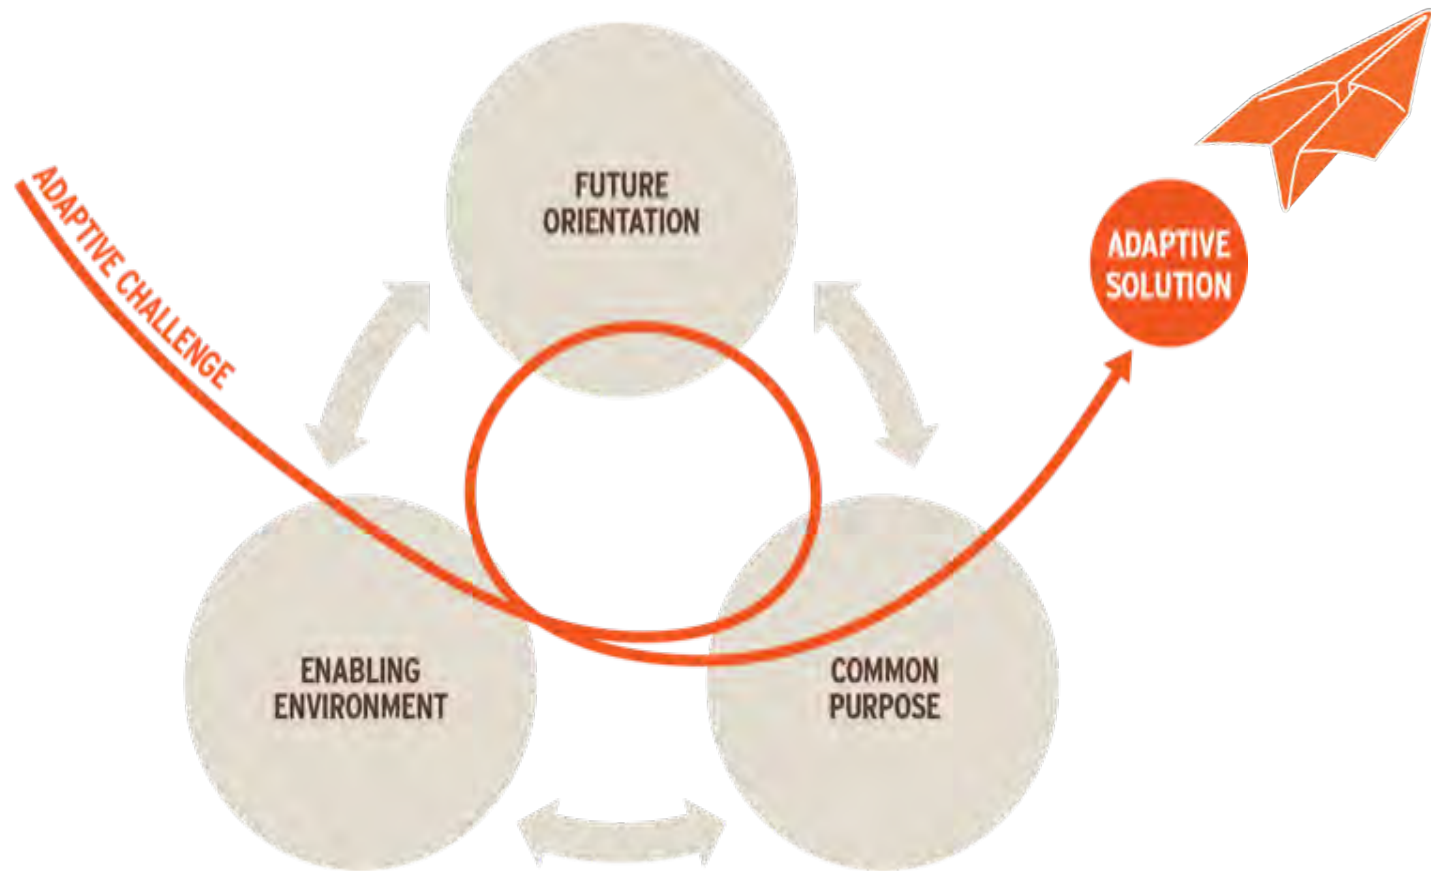 ADAPTIVE CHALLENGE
FUTURE
ORIENTATION
ADAPTIVE
SOLUTION
ENABLING
ENVIRONMENT
COMMON
PURPOSE